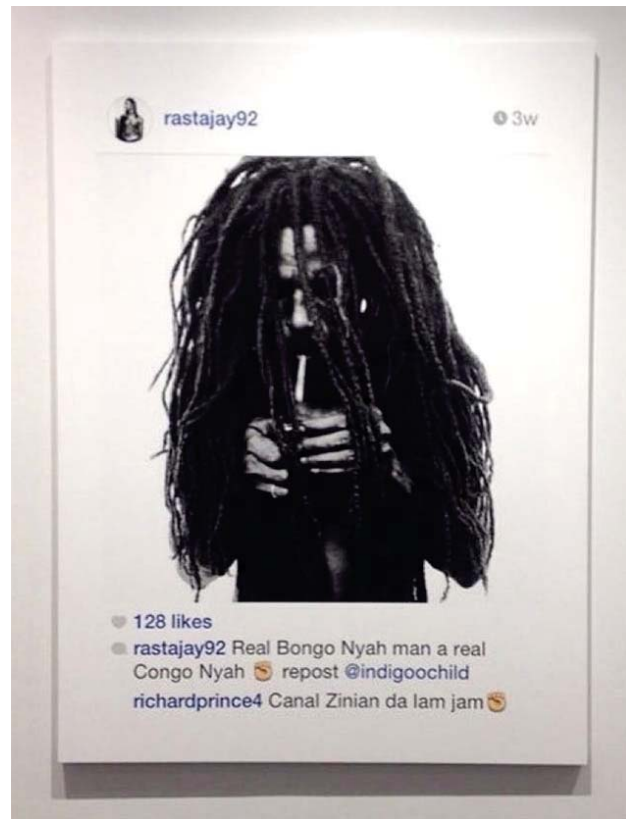 rastajay92
3w
128 likes
rastajay92 Real Bongo Nyah man a real
Congo Nyah ✊ repost @indigoochild
richardprince4 Canal Zinian da lam jam✊